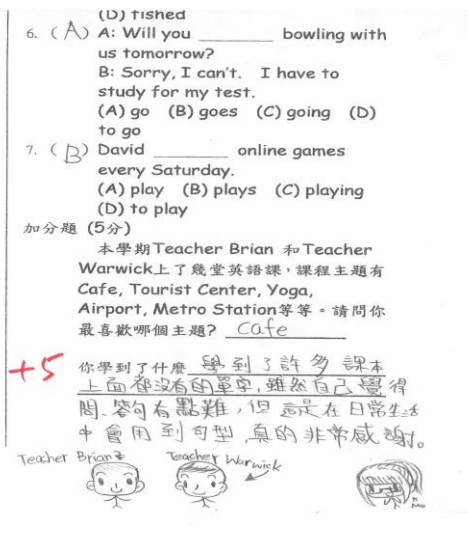 (D) fished
6. (A) A: Will you ________ bowling with
us tomorrow?
B: Sorry, I can't. I have to
study for my test.
(A) go (B) goes (C) going (D)
to go
7. (B) David ________ online games
every Saturday.
(A) play (B) plays (C) playing
(D) to play
加分題 (5分)
本學期Teacher Brian 和Teacher
Warwick上了幾堂英語課，課程主題有
Cafe, Tourist Center, Yoga,
Airport, Metro Station等等。請問你
最喜歡哪個主題? cafe
+5
你學到了什麼 學到了許多課本
上面都沒有的單字，雖然自己覺得
問、答句有點難，但這是在日常生活
中會用到句型，真的非常感謝。
Teacher Brian Teacher Warwick
Me